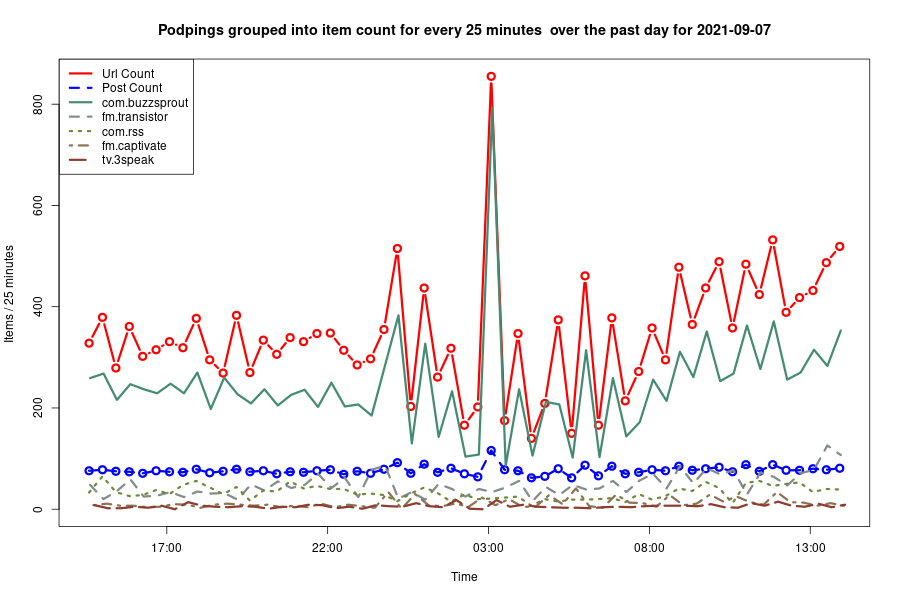 Podpings grouped into item count for every 25 minutes  over the past day for 2021-09-07
Url Count
Post Count
com.buzzsprout
fm.transistor
com.rss
fm.captivate
tv.3speak
Items / 25 minutes
800
600
400
200
0
17:00 22:00 03:00 08:00 13:00
Time